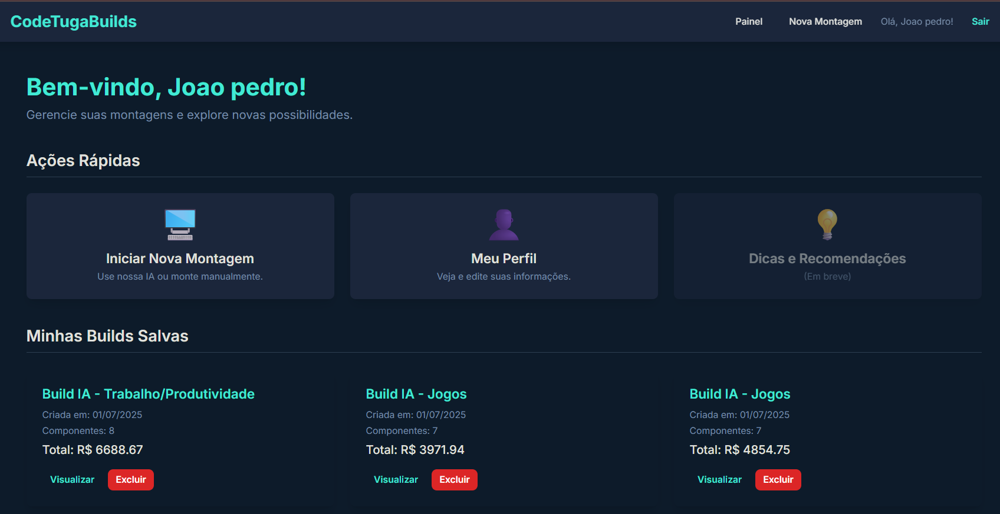 CodeTugaBuilds
Painel Nova Montagem Olá, Joao pedro! Sair
Bem-vindo, Joao pedro!
Gerencie suas montagens e explore novas possibilidades.
Ações Rápidas
Iniciar Nova Montagem
Use nossa IA ou monte manualmente.
Meu Perfil
Veja e edite suas informações.
Dicas e Recomendações
(Em breve)
Minhas Builds Salvas
Build IA - Trabalho/Produtividade
Criada em: 01/07/2025
Componentes: 8
Total: R$ 6688.67
Visualizar Excluir
Build IA - Jogos
Criada em: 01/07/2025
Componentes: 7
Total: R$ 3971.94
Visualizar Excluir
Build IA - Jogos
Criada em: 01/07/2025
Componentes: 7
Total: R$ 4854.75
Visualizar Excluir